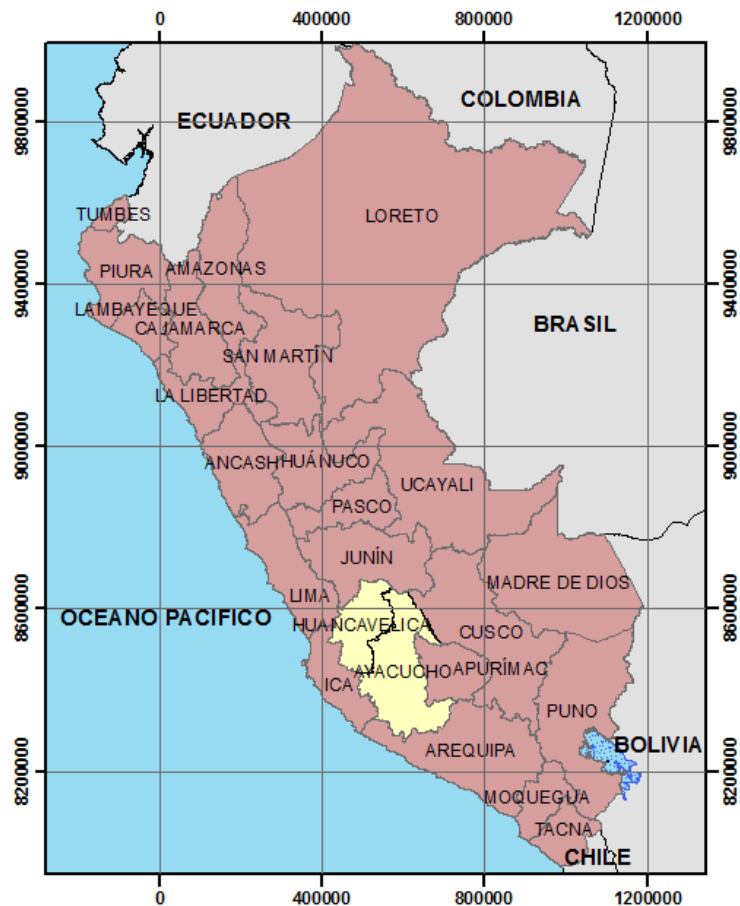 0 400000 800000 1200000
COLOMBIA
9800000 9800000
ECUADOR
TUMBES
LORETO
PIURA
AMAZONAS
9400000 9400000
LAMBAYEQUE
CAJAMARCA
BRASIL
SAN MARTÍN
LA LIBERTAD
9000000 9000000
ANCASH
HUÁNUCO
UCAYALI
PASCO
JUNÍN
MADRE DE DIOS
LIMA
8600000 8600000
OCEANO PACIFICO
HUANCAVELICA
CUSCO
AYACUCHO
APURÍMAC
ICA
PUNO
AREQUIPA
BOLIVIA
8200000 8200000
MOQUEGUA
TACNA
CHILE
0 400000 800000 1200000